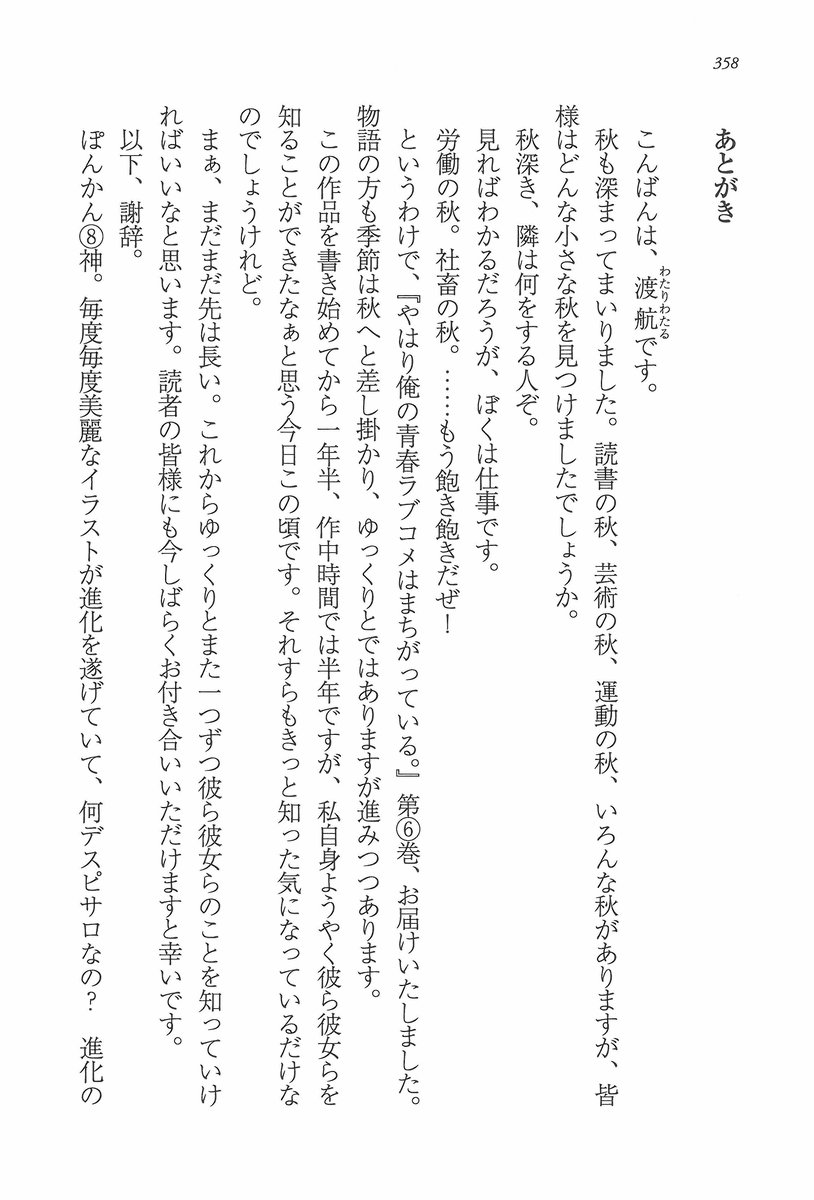 358
あとがき
こんばんは、渡航です。
わたりわたる
秋も深まってまいりました。読書の秋、芸術の秋、運動の秋、いろんな秋がありますが、皆
様はどんな小さな秋を見つけましたでしょうか。
秋深き、隣は何をする人ぞ。
見ればわかるだろうが、ぼくは仕事です。
労働の秋。社畜の秋。……もう飽き飽きだぜ！
というわけで、『やはり俺の青春ラブコメはまちがっている。』第⑥巻、お届けいたしました。
物語の方も季節は秋へと差し掛かり、ゆっくりとではありますが進みつつあります。
この作品を書き始めてから一年半、作中時間では半年ですが、私自身ようやく彼ら彼女らを
知ることができたなぁと思う今日この頃です。それすらもきっと知った気になっているだけな
のでしょうけれど。
まぁ、まだまだ先は長い。これからゆっくりとまた一つずつ彼ら彼女らのことを知っていけ
ればいいなと思います。読者の皆様にも今しばらくお付き合いいただけますと幸いです。
以下、謝辞。
ぽんかん⑧神。毎度毎度美麗なイラストが進化を遂げていて、何デスピサロなの？　進化の